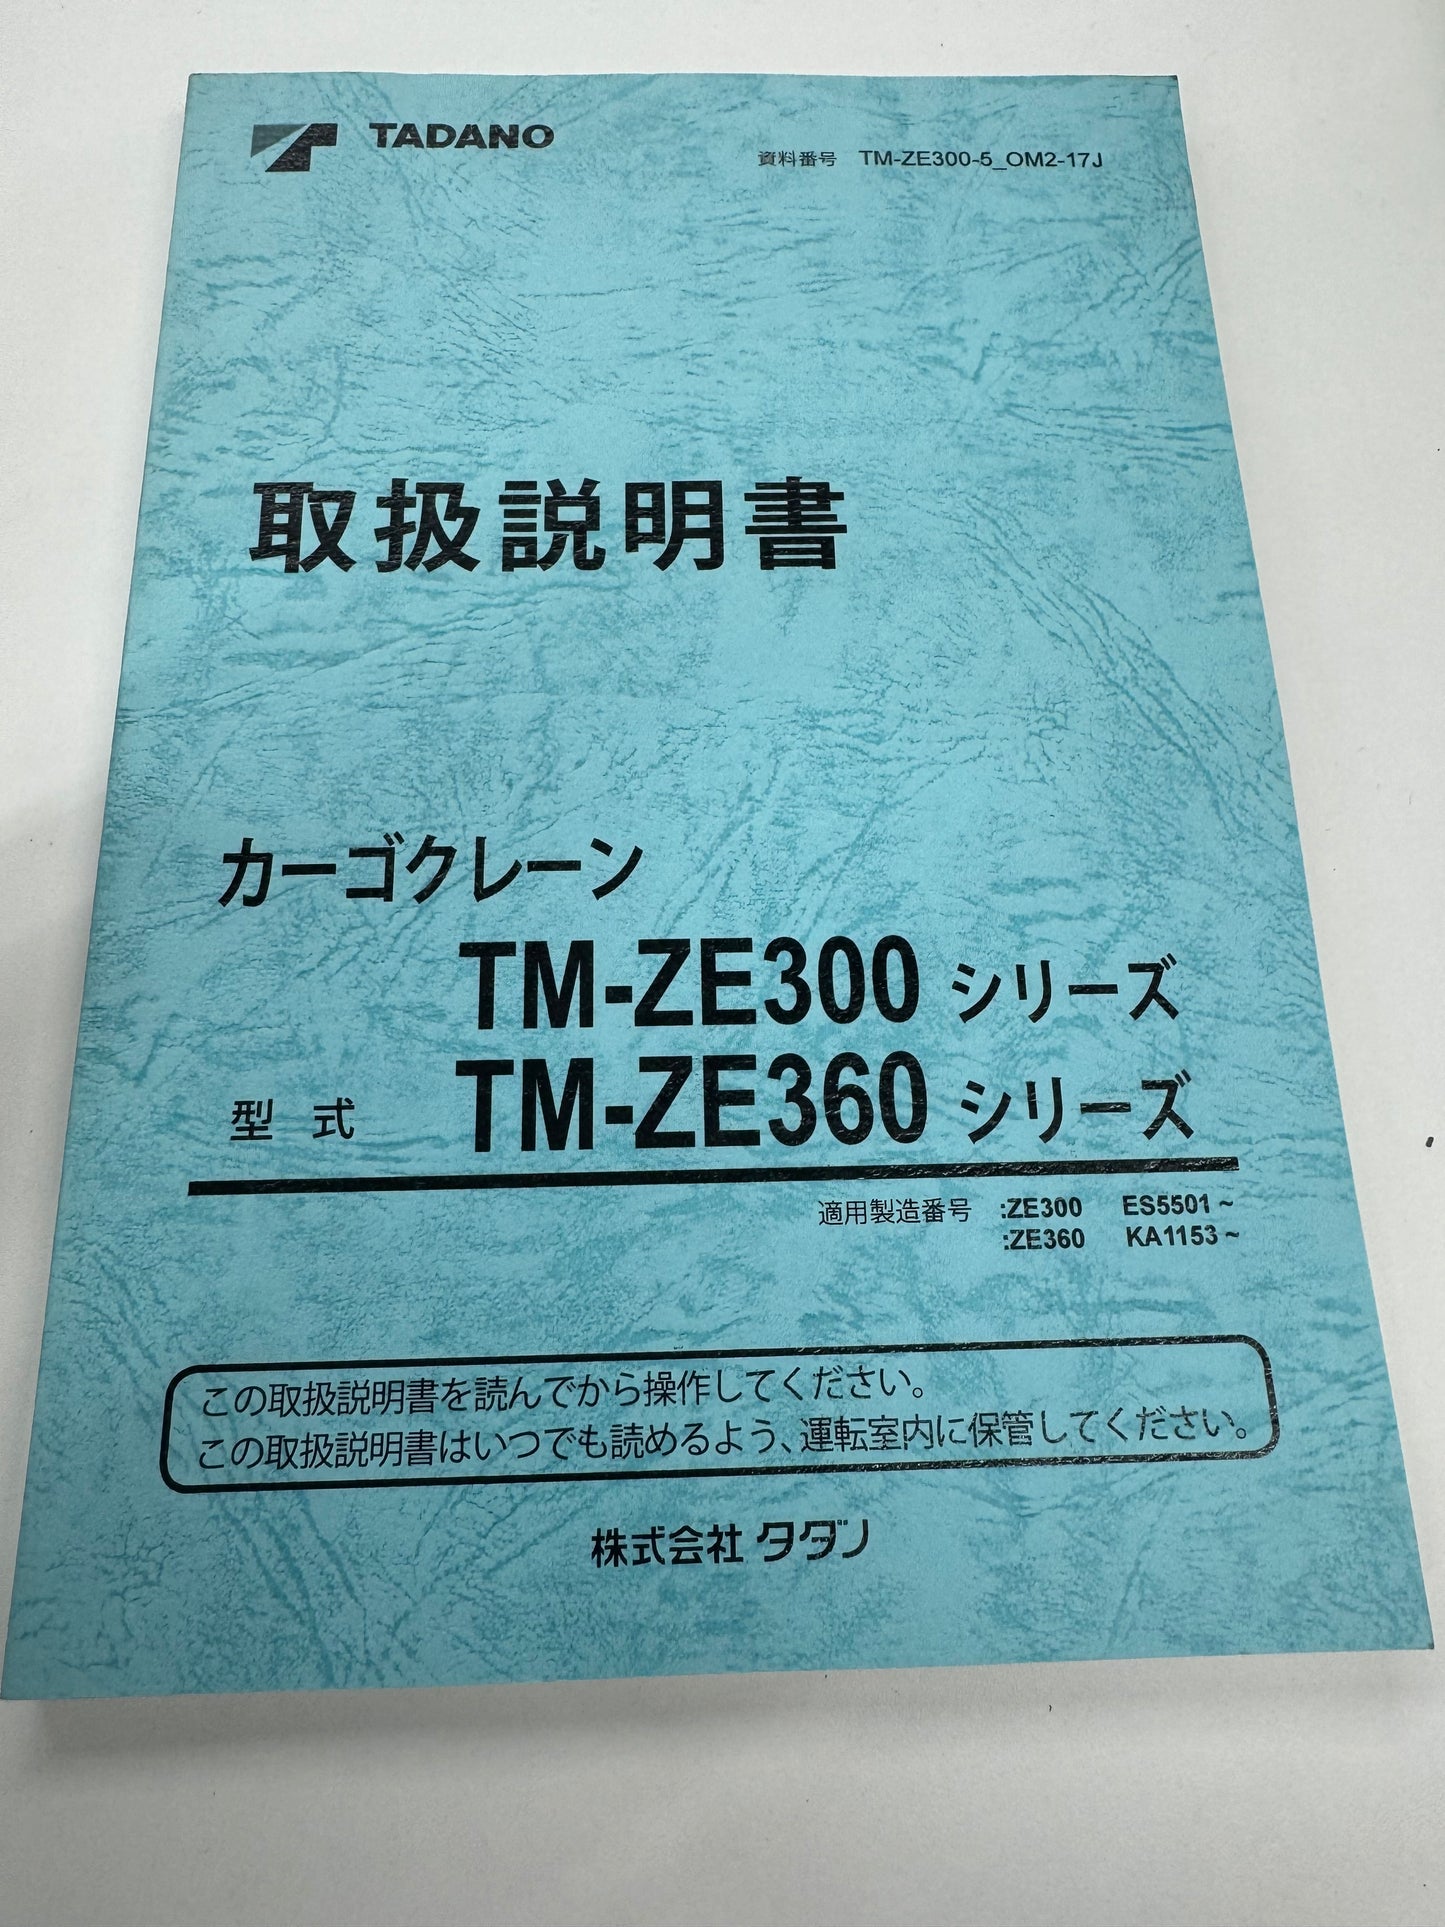 TADANO
資料番号 TM-ZE300-5_OM2-17J
取扱説明書
カーゴクレーン
TM-ZE300 シリーズ
型式 TM-ZE360 シリーズ
適用製造番号 :ZE300 ES5501~
:ZE360 KA1153~
この取扱説明書を読んでから操作してください。
この取扱説明書はいつでも読めるよう、運転室内に保管してください。
株式会社 タダノ